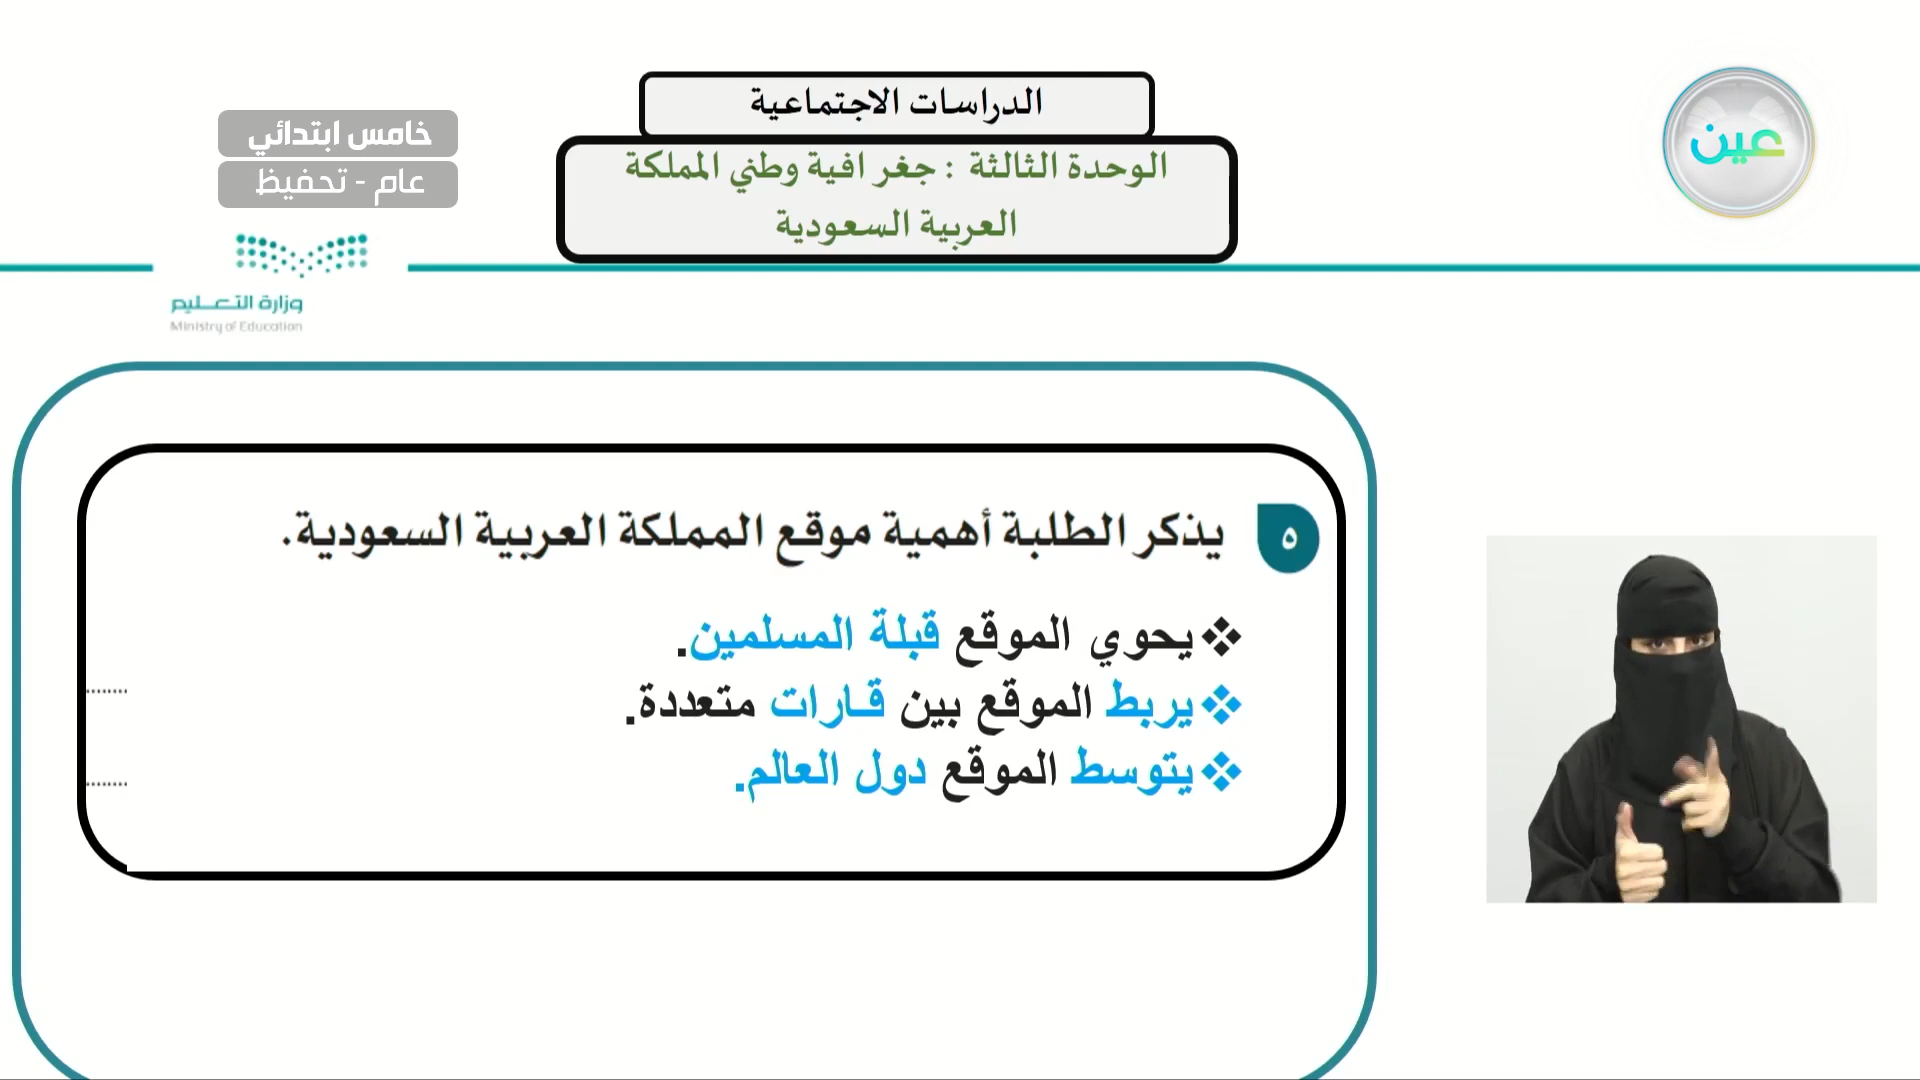 الدراسات الاجتماعية
الوحدة الثالثة : جغرافية وطني المملكة
العربية السعودية
عين
خامس ابتدائي
عام - تحفيظ
وزارة التعليم
Ministry of Education
٥ يذكر الطلبة أهمية موقع المملكة العربية السعودية.
❖يحوي الموقع قبلة المسلمين.
❖يربط الموقع بين قارات متعددة.
❖يتوسط الموقع دول العالم.